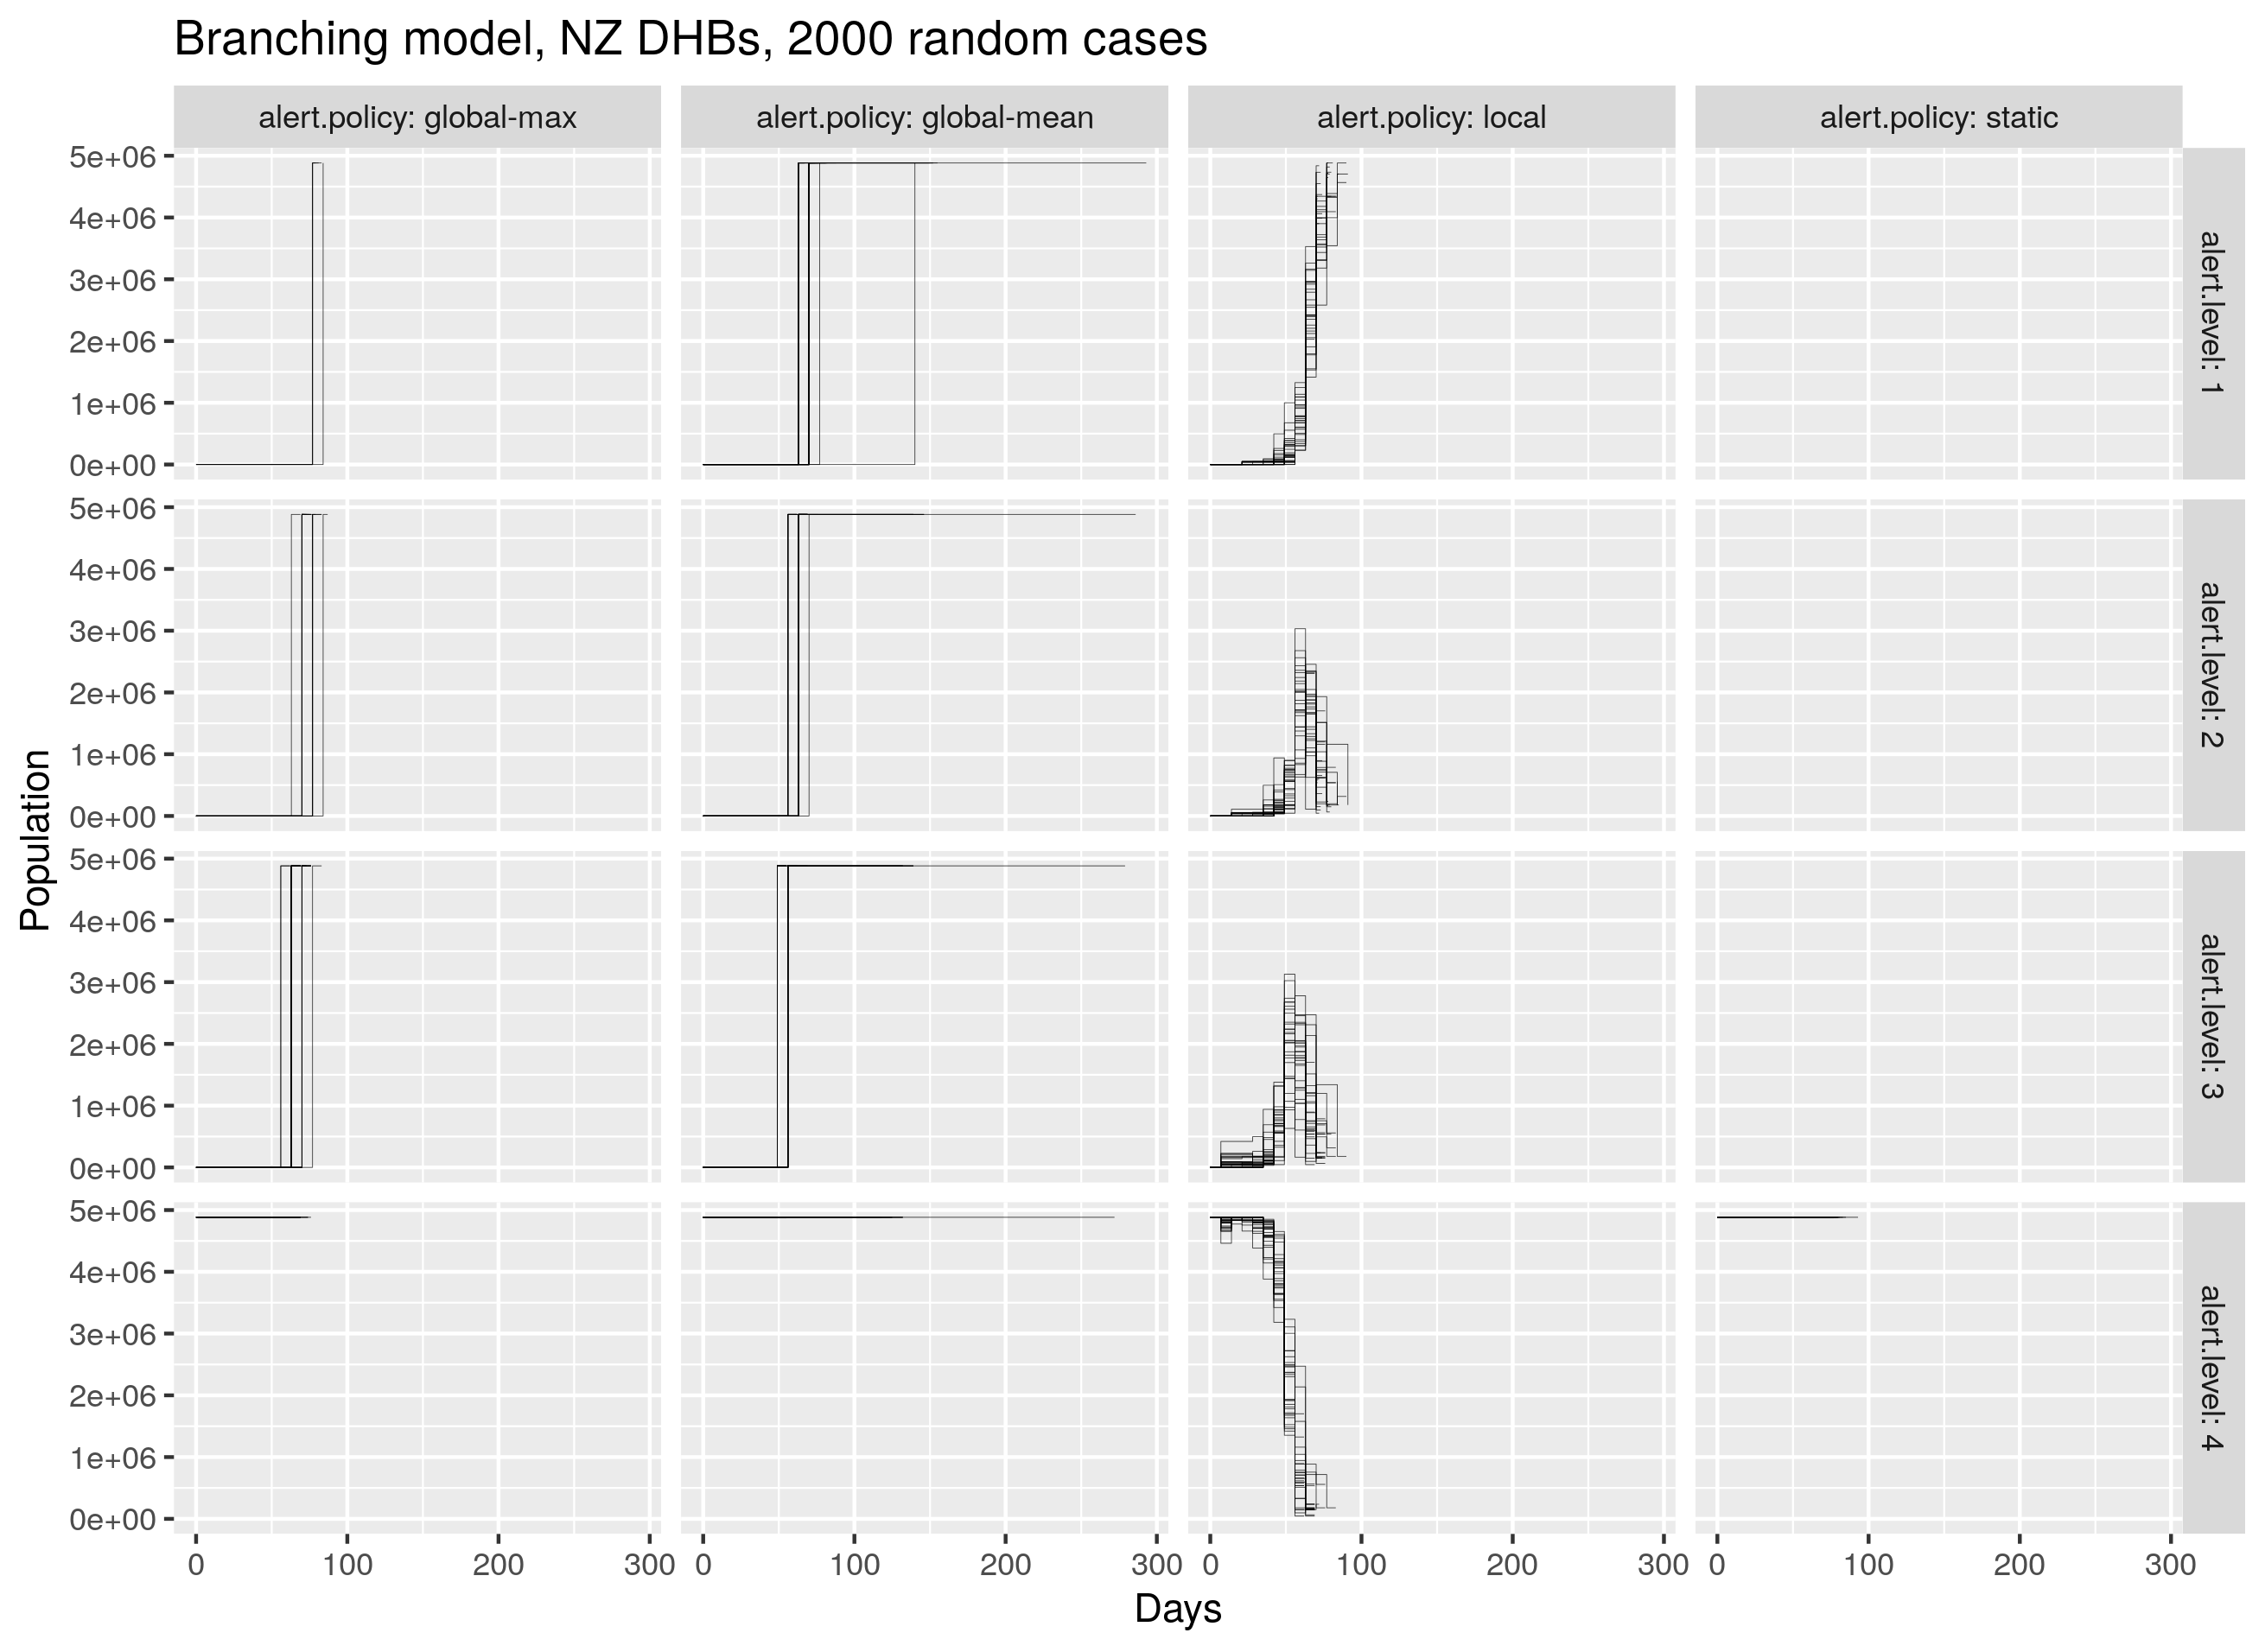 Branching model, NZ DHBs, 2000 random cases
alert.policy: global-max
alert.policy: global-mean
alert.policy: local
alert.policy: static
Population
5e+06
4e+06
3e+06
2e+06
1e+06
0e+00
alert.level: 1
5e+06
4e+06
3e+06
2e+06
1e+06
0e+00
alert.level: 2
5e+06
4e+06
3e+06
2e+06
1e+06
0e+00
alert.level: 3
5e+06
4e+06
3e+06
2e+06
1e+06
0e+00
alert.level: 4
0 100 200 300
0 100 200 300
0 100 200 300
0 100 200 300
Days